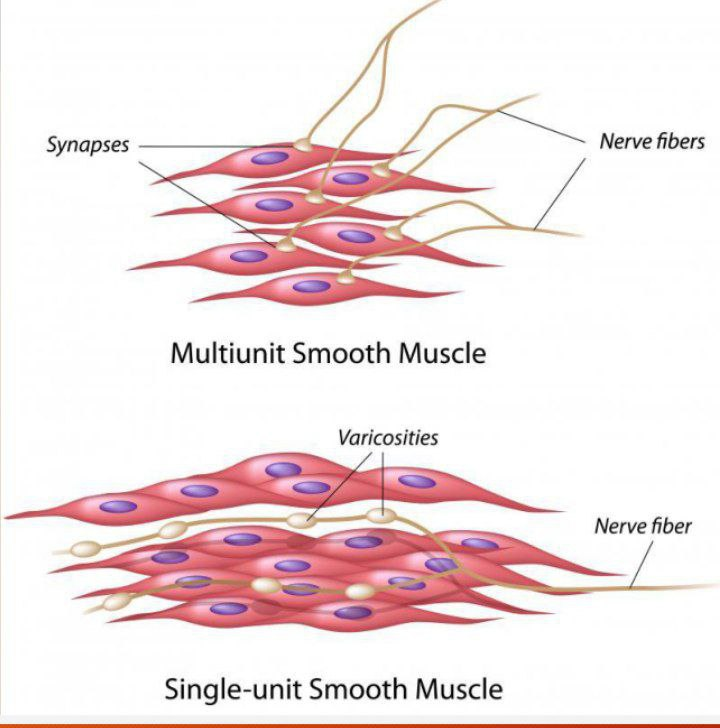 Synapses
Nerve fibers
Multiunit Smooth Muscle
Varicosities
Nerve fiber
Single-unit Smooth Muscle